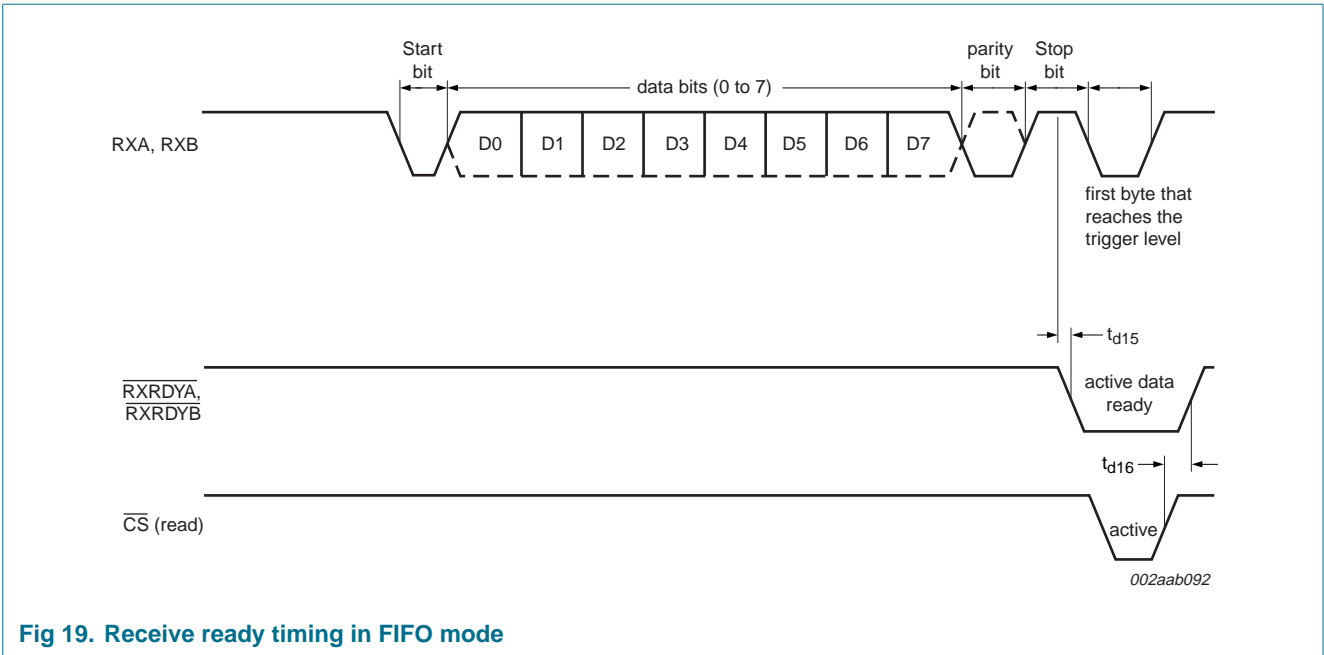 Start
bit
data bits (0 to 7)
parity
bit
Stop
bit
RXA, RXB
D0 D1 D2 D3 D4 D5 D6 D7
first byte that
reaches the
trigger level
td15
RXRDYA,
RXRDYB
active data
ready
td16
CS (read)
active
002aab092
Fig 19. Receive ready timing in FIFO mode